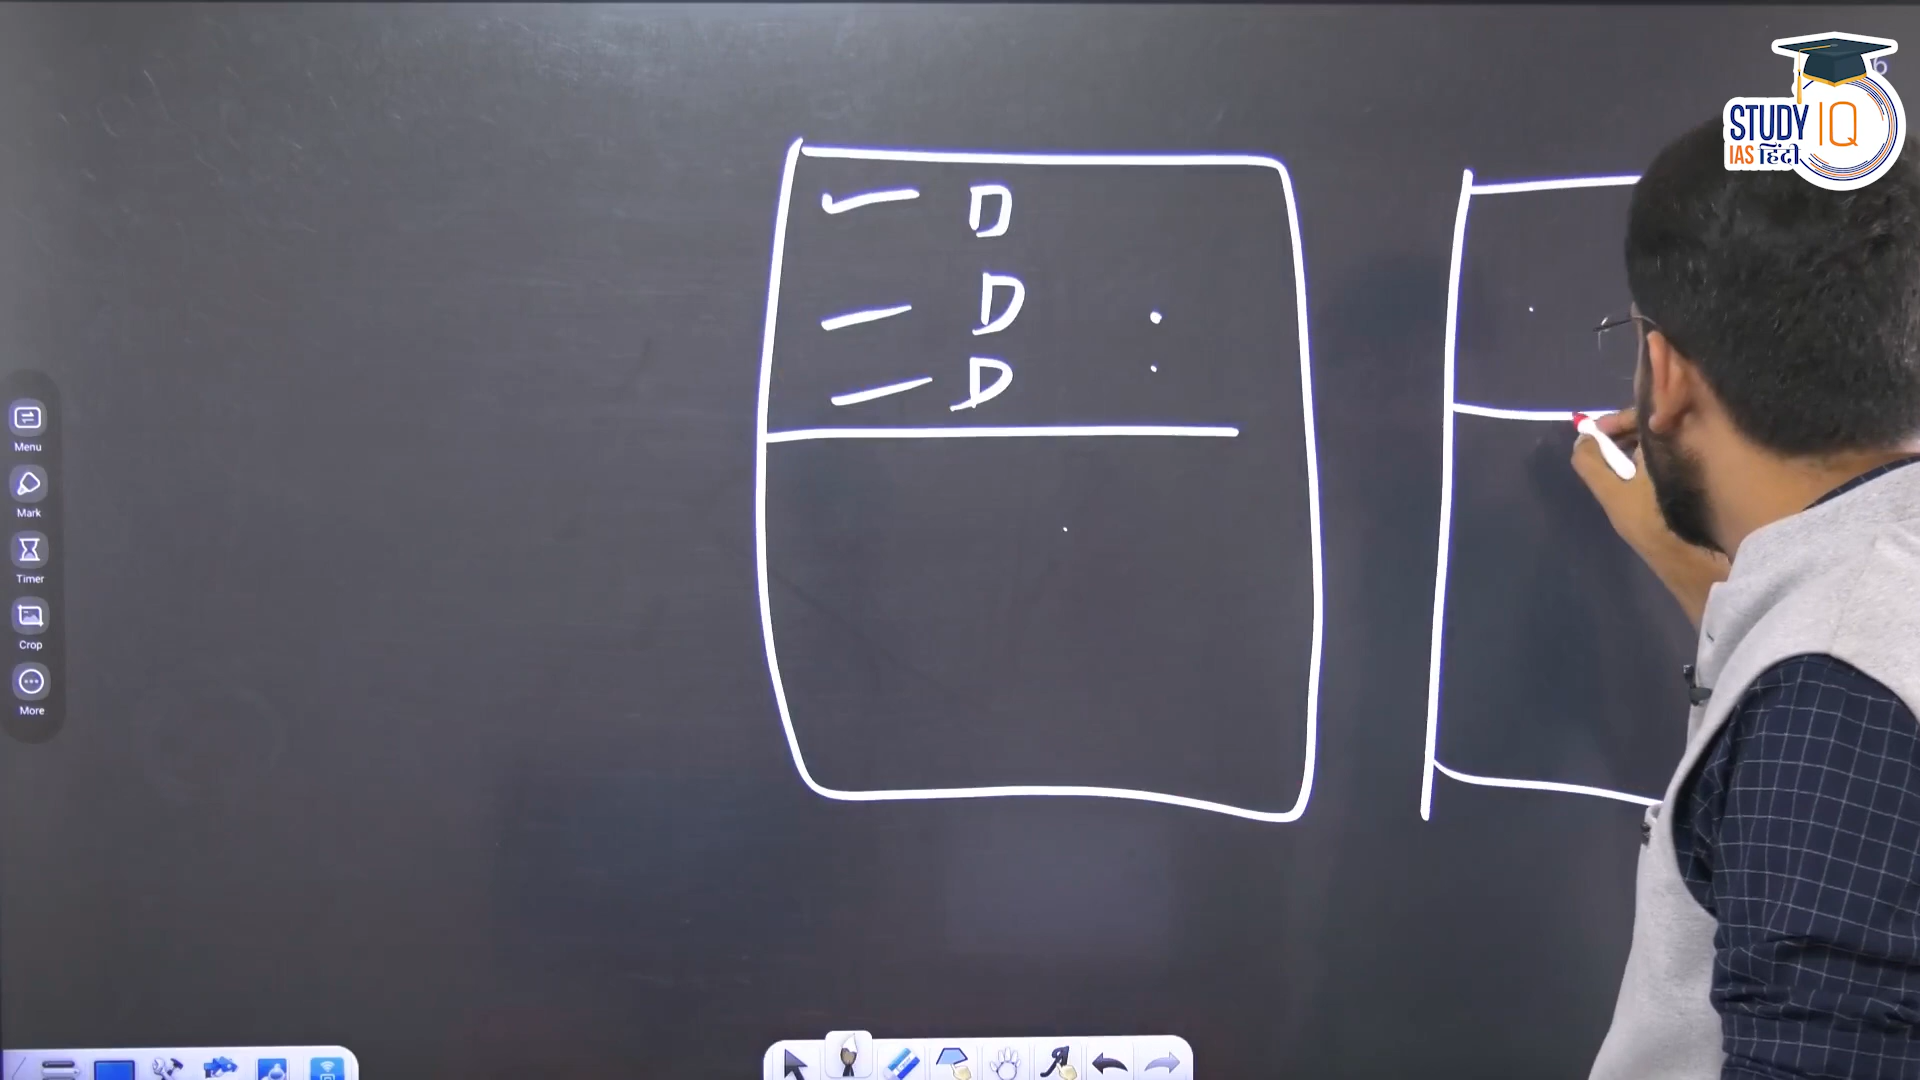 STUDY IQ
IAS हिंदी
D
D
D
Menu
Mark
Timer
Crop
More